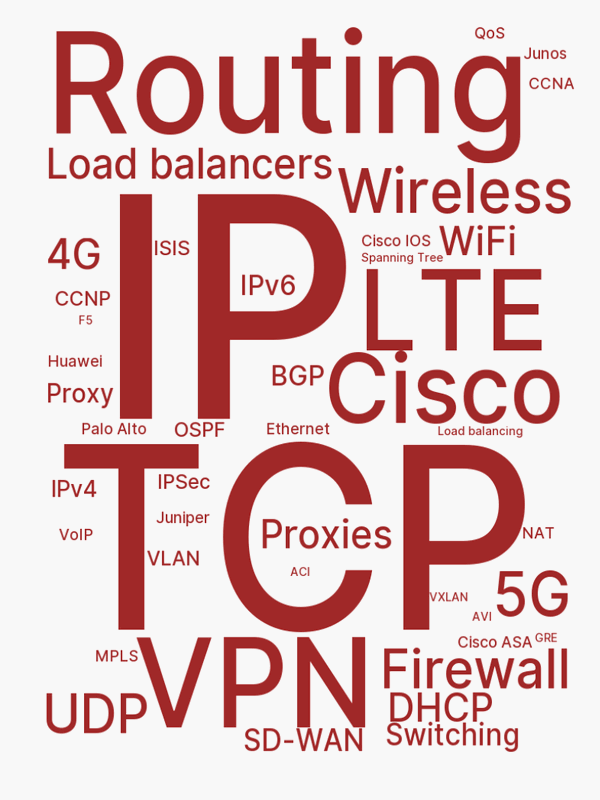 Routing
QoS
Junos
CCNA
Load balancers
Wireless
IP
4G
ISIS
Cisco IOS
WiFi
Spanning Tree
IPv6
CCNP
LTE
F5
Huawei
BGP
Cisco
Proxy
Palo Alto
OSPF
Ethernet
Load balancing
TCP
IPv4
IPSec
Juniper
VoIP
Proxies
NAT
VLAN
ACI
5G
VXLAN
AVI
GRE
Cisco ASA
MPLS
VPN
Firewall
UDP
DHCP
Switching
SD-WAN